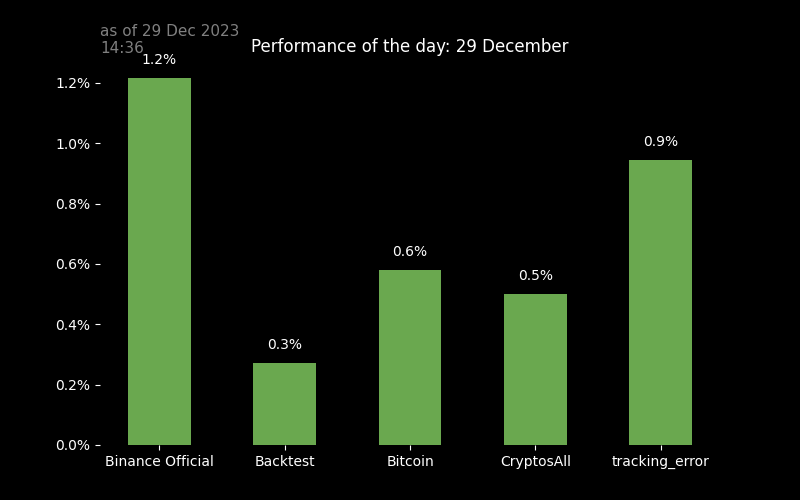 as of 29 Dec 2023
14:36
Performance of the day: 29 December
1.2%
0.3%
0.6%
0.5%
0.9%
1.2%
1.0%
0.8%
0.6%
0.4%
0.2%
0.0%
Binance Official
Backtest
Bitcoin
CryptosAll
tracking_error